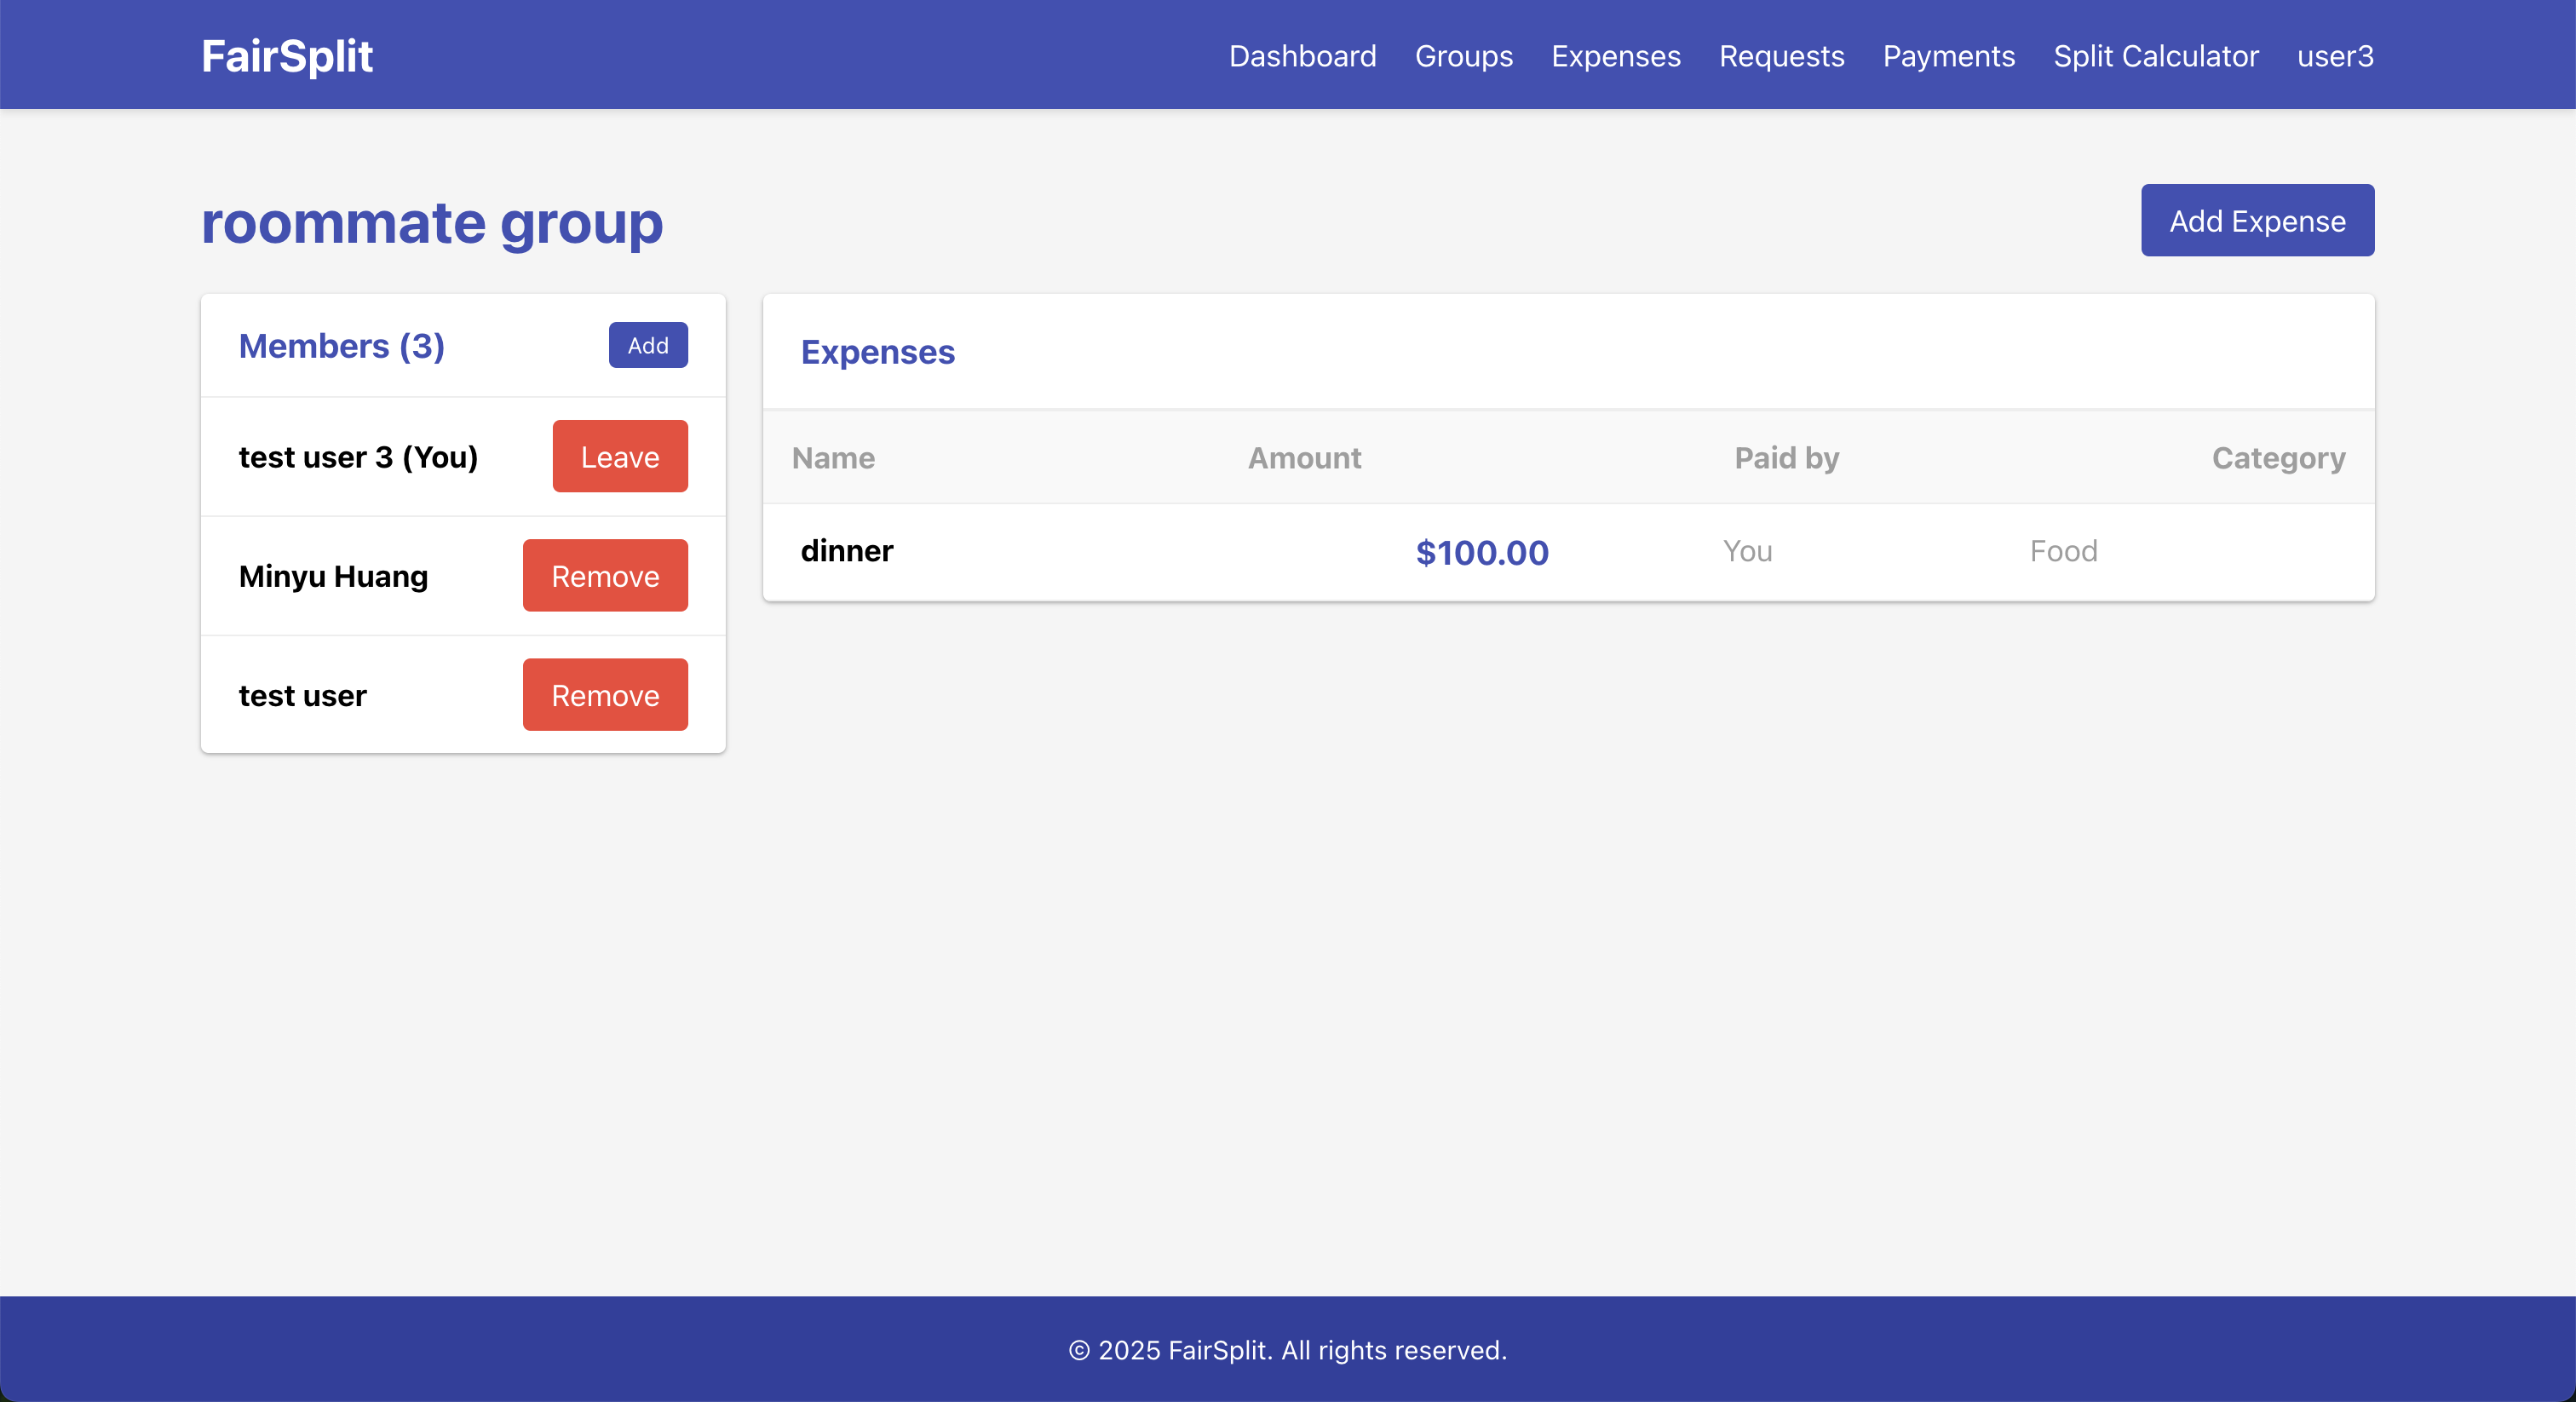 FairSplit Dashboard Groups Expenses Requests Payments Split Calculator user3
roommate group Add Expense
Members (3) Add
test user 3 (You) Leave
Minyu Huang Remove
test user Remove
Expenses
Name Amount Paid by Category
dinner $100.00 You Food
© 2025 FairSplit. All rights reserved.